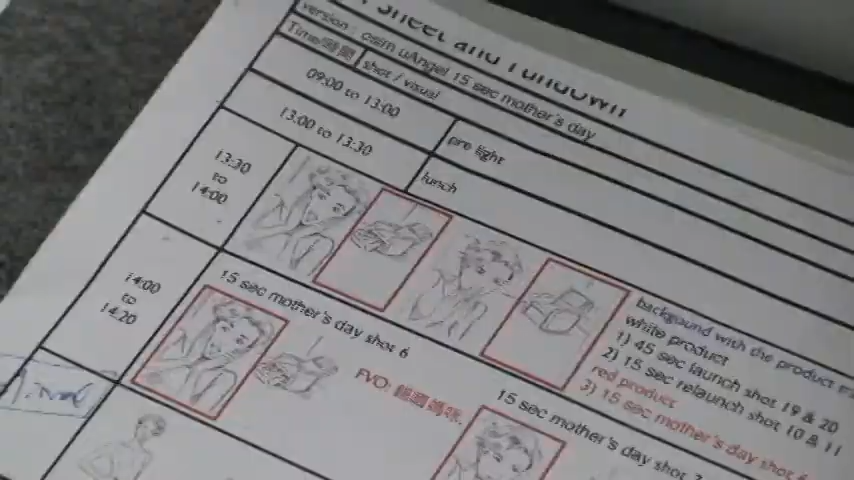 Sheet and rundown
version : osim uAngel 15 sec mother's day
Time/時間
shot / visual
09:00 to 13:00
pre light
13:00 to 13:30
lunch
13:30
to
14:00
background with the product
white product
1) 45 sec launch shot 19 & 20
2) 15 sec relaunch shot 10 & 11
red product
3) 15 sec mother's day shot
14:00
to
14:20
15 sec mother's day shot 6
FVO:
15 sec mother's day shot